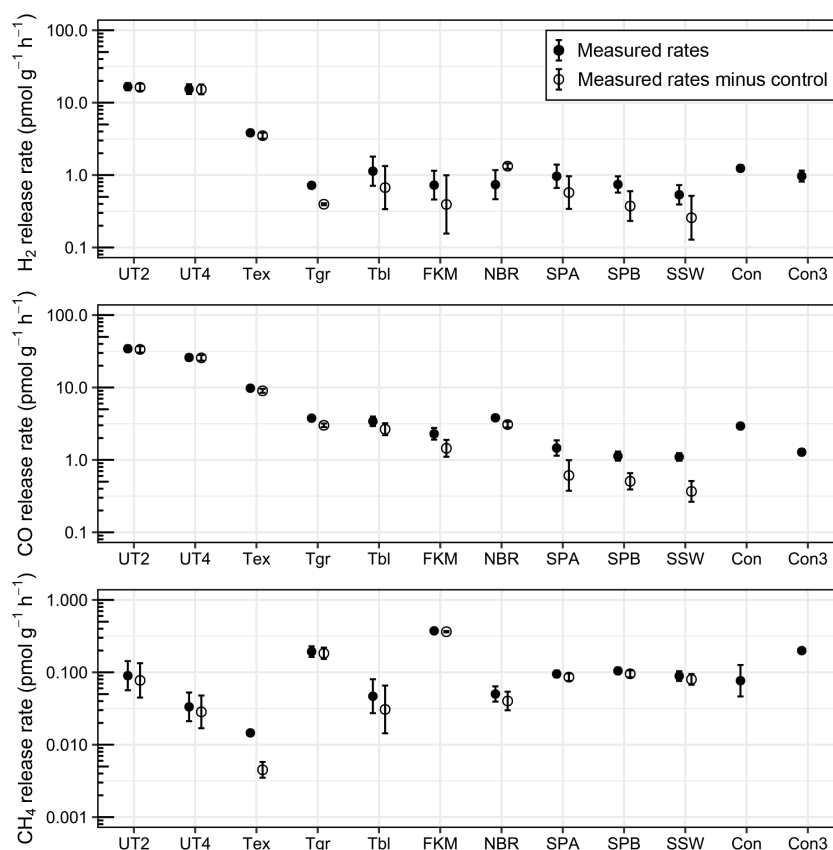 H₂ release rate (pmol g⁻¹ h⁻¹)
100.0
10.0
1.0
0.1
Measured rates
Measured rates minus control
UT2 UT4 Tex Tgr Tbl FKM NBR SPA SPB SSW Con Con3
CO release rate (pmol g⁻¹ h⁻¹)
100.0
10.0
1.0
0.1
UT2 UT4 Tex Tgr Tbl FKM NBR SPA SPB SSW Con Con3
CH₄ release rate (pmol g⁻¹ h⁻¹)
1.000
0.100
0.010
0.001
UT2 UT4 Tex Tgr Tbl FKM NBR SPA SPB SSW Con Con3